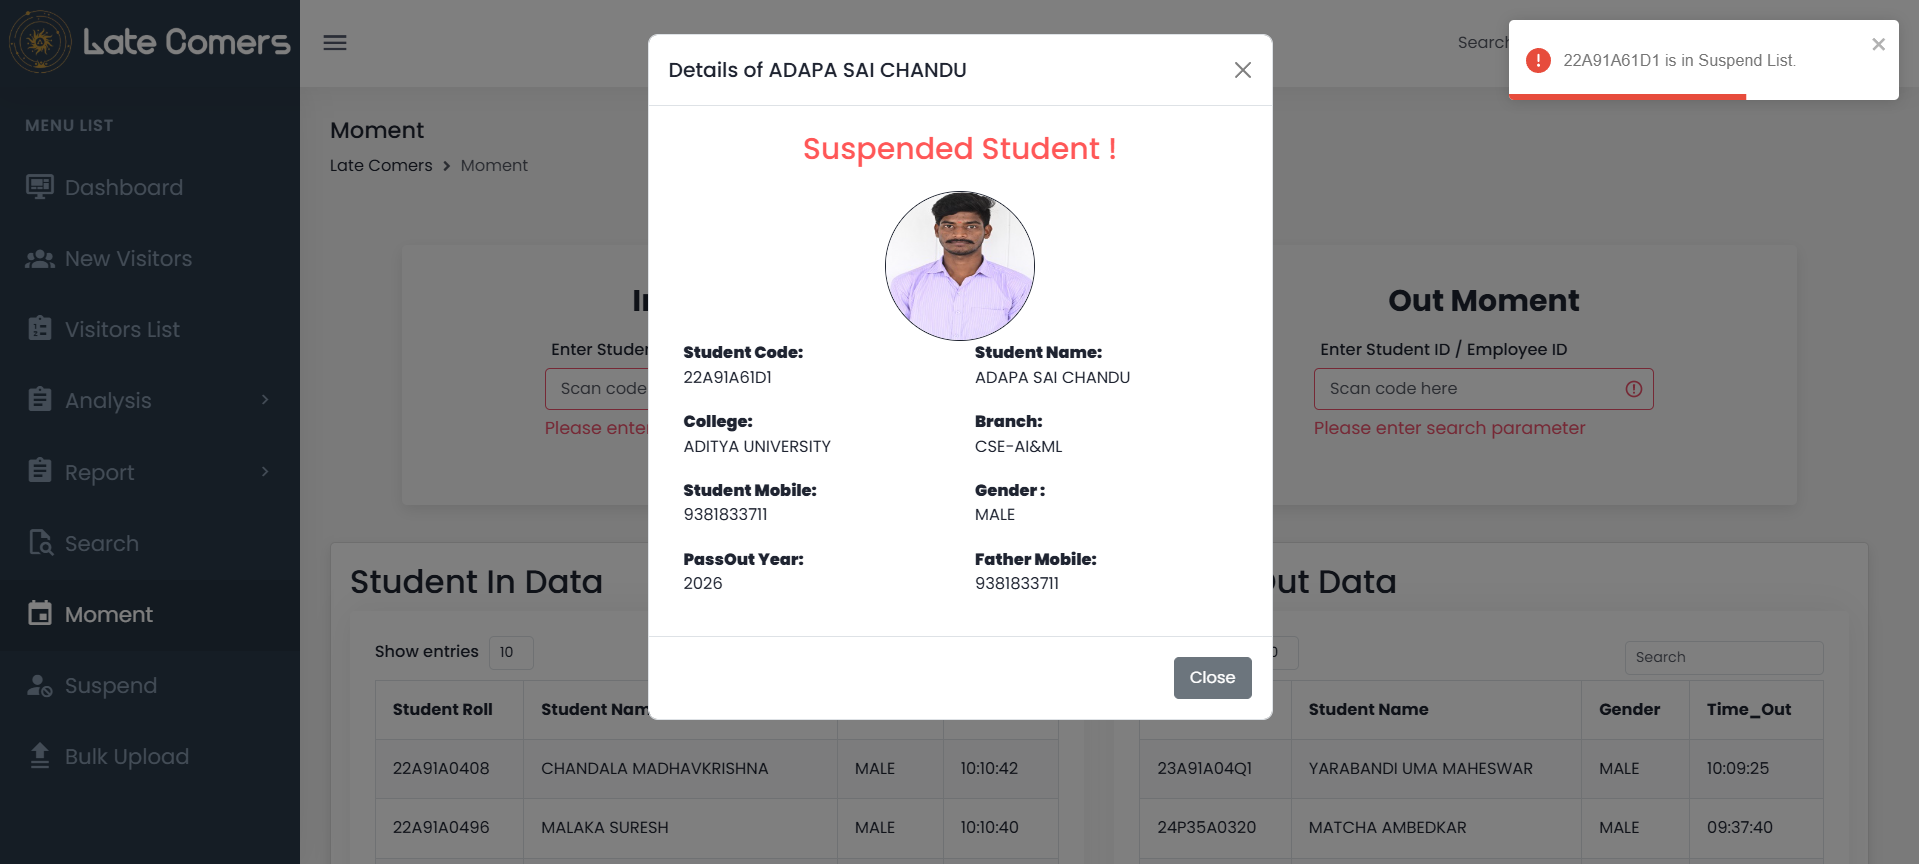 Late Comers
MENU LIST
Dashboard
New Visitors
Visitors List
Analysis
Report
Search
Moment
Suspend
Bulk Upload
Search
22A91A61D1 is in Suspend List.
Moment
Late Comers > Moment
Details of ADAPA SAI CHANDU
Suspended Student !
Student Code:
22A91A61D1
Student Name:
ADAPA SAI CHANDU
College:
ADITYA UNIVERSITY
Branch:
CSE-AI&ML
Student Mobile:
9381833711
Gender :
MALE
PassOut Year:
2026
Father Mobile:
9381833711
Close
Enter Studen
Scan code
Please ente
Out Moment
Enter Student ID / Employee ID
Scan code here
Please enter search parameter
Student In Data
Show entries 10
Student Roll Student Nam
22A91A0408 CHANDALA MADHAVKRISHNA MALE 10:10:42
22A91A0496 MALAKA SURESH MALE 10:10:40
Out Data
Search
Student Name Gender Time_Out
23A91A04Q1 YARABANDI UMA MAHESWAR MALE 10:09:25
24P35A0320 MATCHA AMBEDKAR MALE 09:37:40